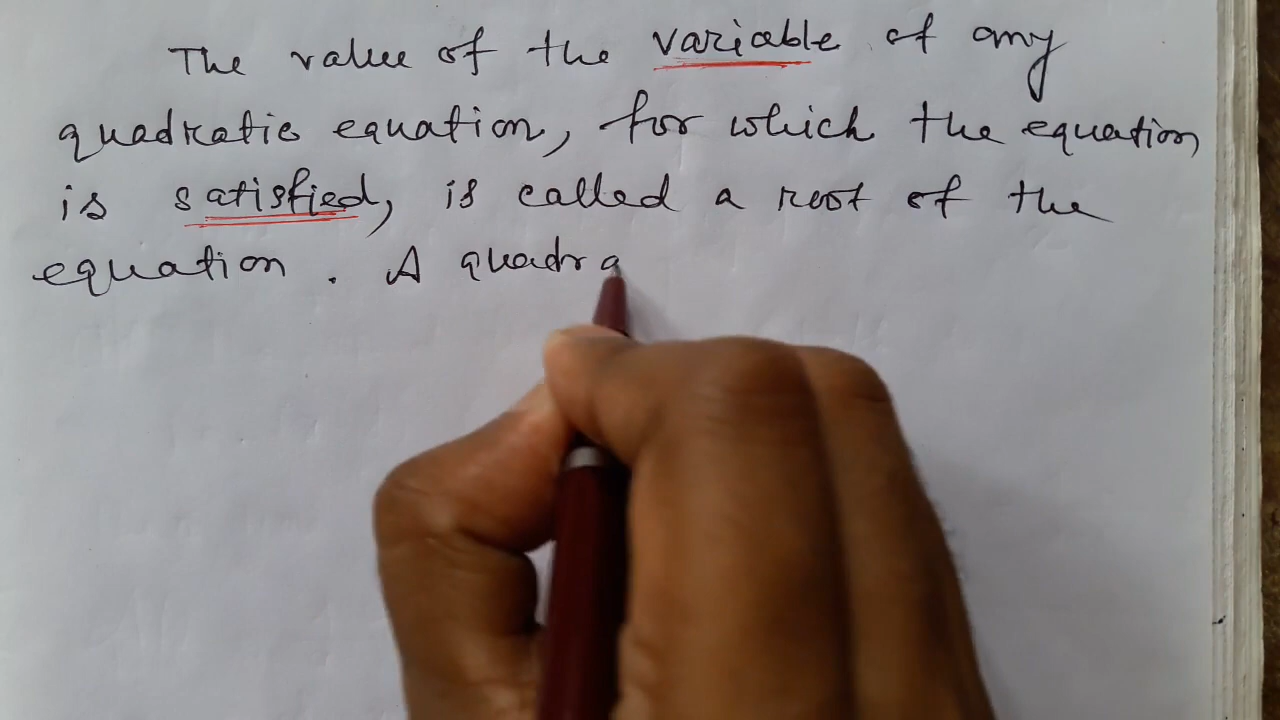 The value of the variable of any
quadratic equation, for which the equation
is satisfied, is called a root of the
equation. A quadra